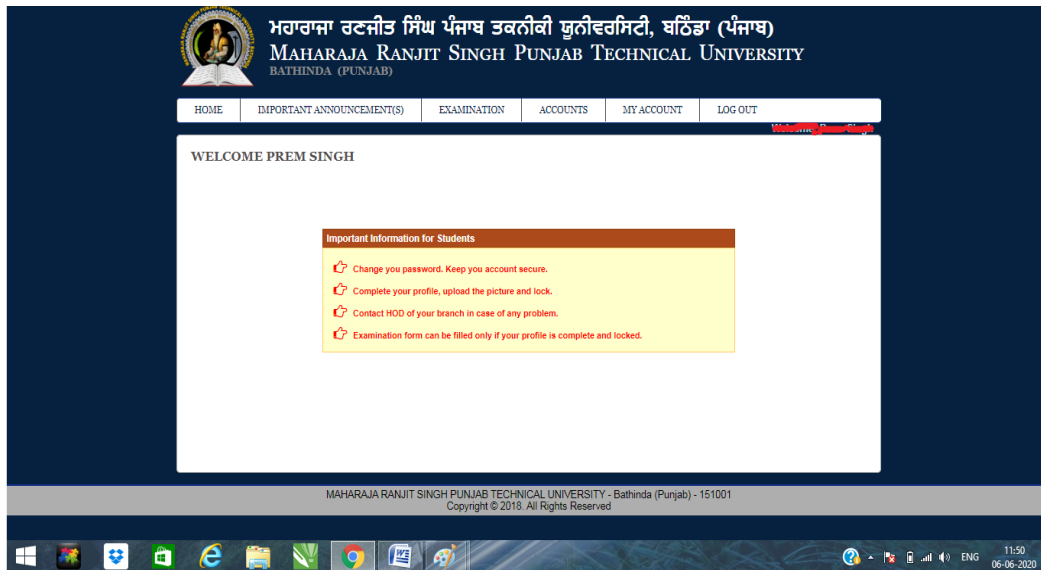 ਮਹਾਰਾਜਾ ਰਣਜੀਤ ਸਿੰਘ ਪੰਜਾਬ ਤਕਨੀਕੀ ਯੂਨੀਵਰਸਿਟੀ, ਬਠਿੰਡਾ (ਪੰਜਾਬ)
MAHARAJA RANJIT SINGH PUNJAB TECHNICAL UNIVERSITY
BATHINDA (PUNJAB)
HOME IMPORTANT ANNOUNCEMENT(S) EXAMINATION ACCOUNTS MY ACCOUNT LOG OUT
WELCOME PREM SINGH
Important Information for Students
Change you password. Keep you account secure.
Complete your profile, upload the picture and lock.
Contact HOD of your branch in case of any problem.
Examination form can be filled only if your profile is complete and locked.
MAHARAJA RANJIT SINGH PUNJAB TECHNICAL UNIVERSITY - Bathinda (Punjab) - 151001
Copyright © 2018. All Rights Reserved
ENG 11:50
06-06-2020